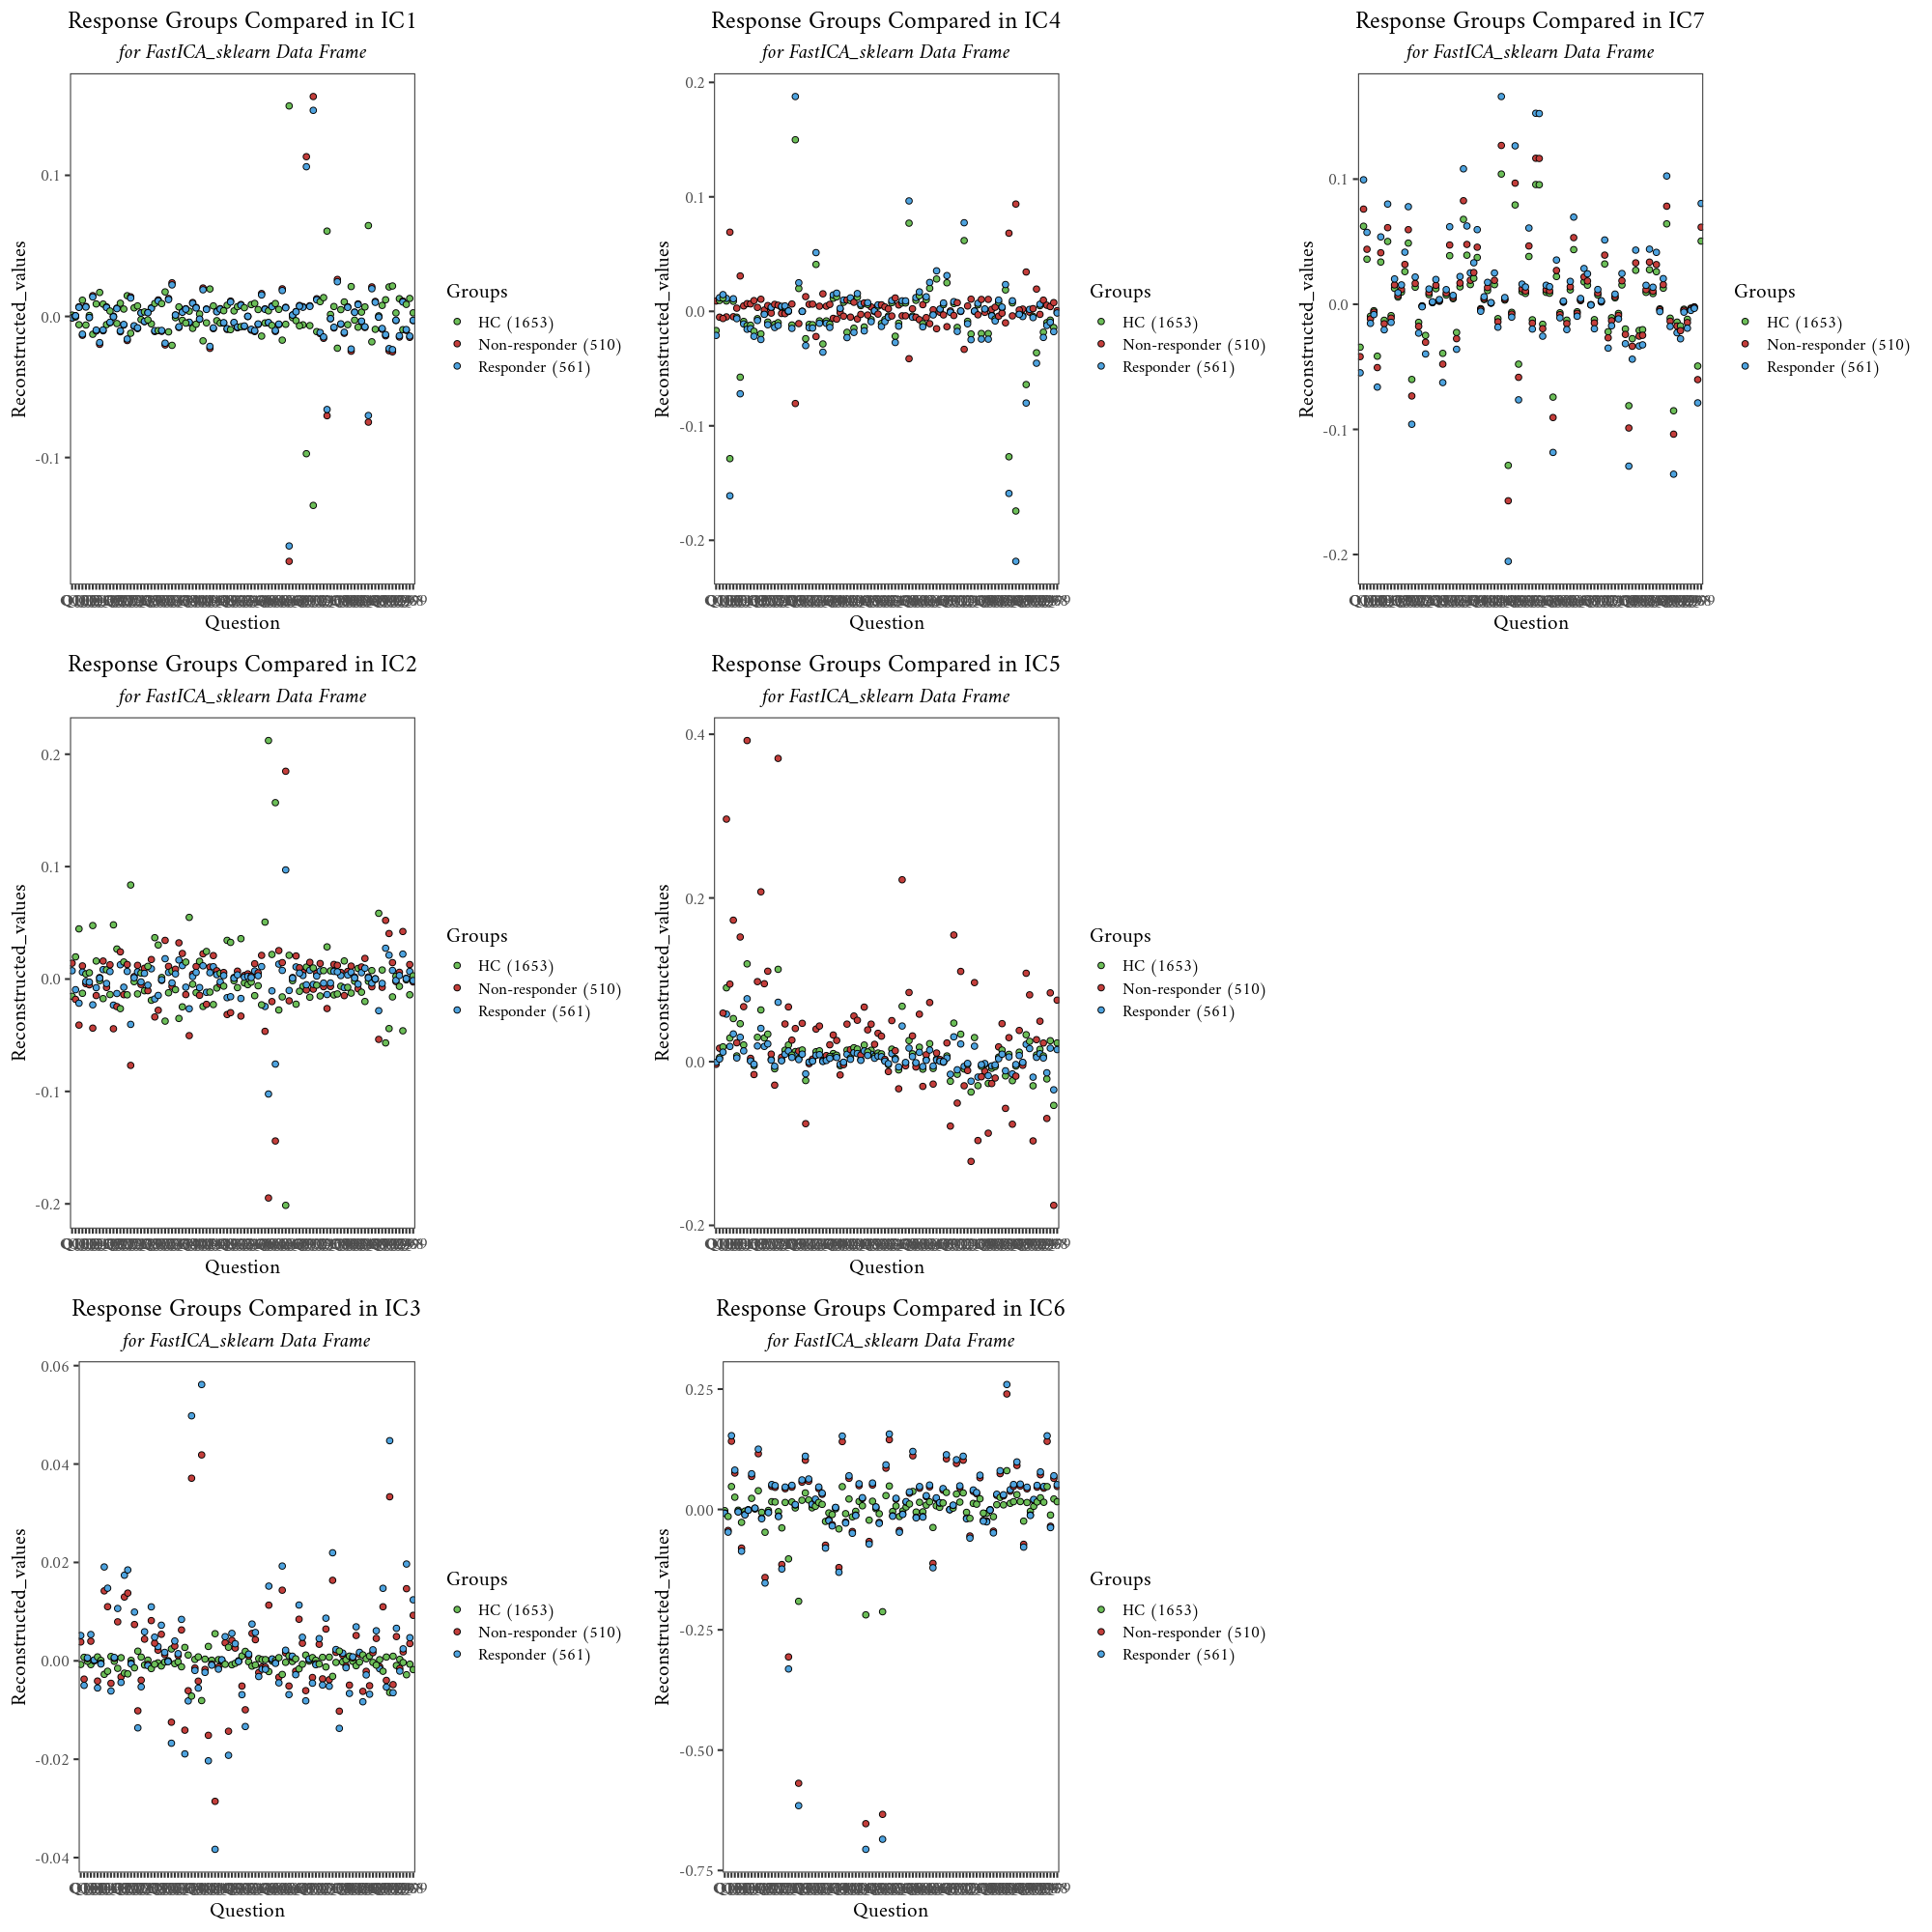 Response Groups Compared in IC1
for FastICA_sklearn Data Frame
0.1
0.0
-0.1
Reconstructed_values
Question
Groups
HC (1653)
Non-responder (510)
Responder (561)
Response Groups Compared in IC4
for FastICA_sklearn Data Frame
0.2
0.1
0.0
-0.1
-0.2
Reconstructed_values
Question
Groups
HC (1653)
Non-responder (510)
Responder (561)
Response Groups Compared in IC7
for FastICA_sklearn Data Frame
0.1
0.0
-0.1
-0.2
Reconstructed_values
Question
Groups
HC (1653)
Non-responder (510)
Responder (561)
Response Groups Compared in IC2
for FastICA_sklearn Data Frame
0.2
0.1
0.0
-0.1
-0.2
Reconstructed_values
Question
Groups
HC (1653)
Non-responder (510)
Responder (561)
Response Groups Compared in IC5
for FastICA_sklearn Data Frame
0.4
0.2
0.0
-0.2
Reconstructed_values
Question
Groups
HC (1653)
Non-responder (510)
Responder (561)
Response Groups Compared in IC3
for FastICA_sklearn Data Frame
0.06
0.04
0.02
0.00
-0.02
-0.04
Reconstructed_values
Question
Groups
HC (1653)
Non-responder (510)
Responder (561)
Response Groups Compared in IC6
for FastICA_sklearn Data Frame
0.25
0.00
-0.25
-0.50
-0.75
Reconstructed_values
Question
Groups
HC (1653)
Non-responder (510)
Responder (561)